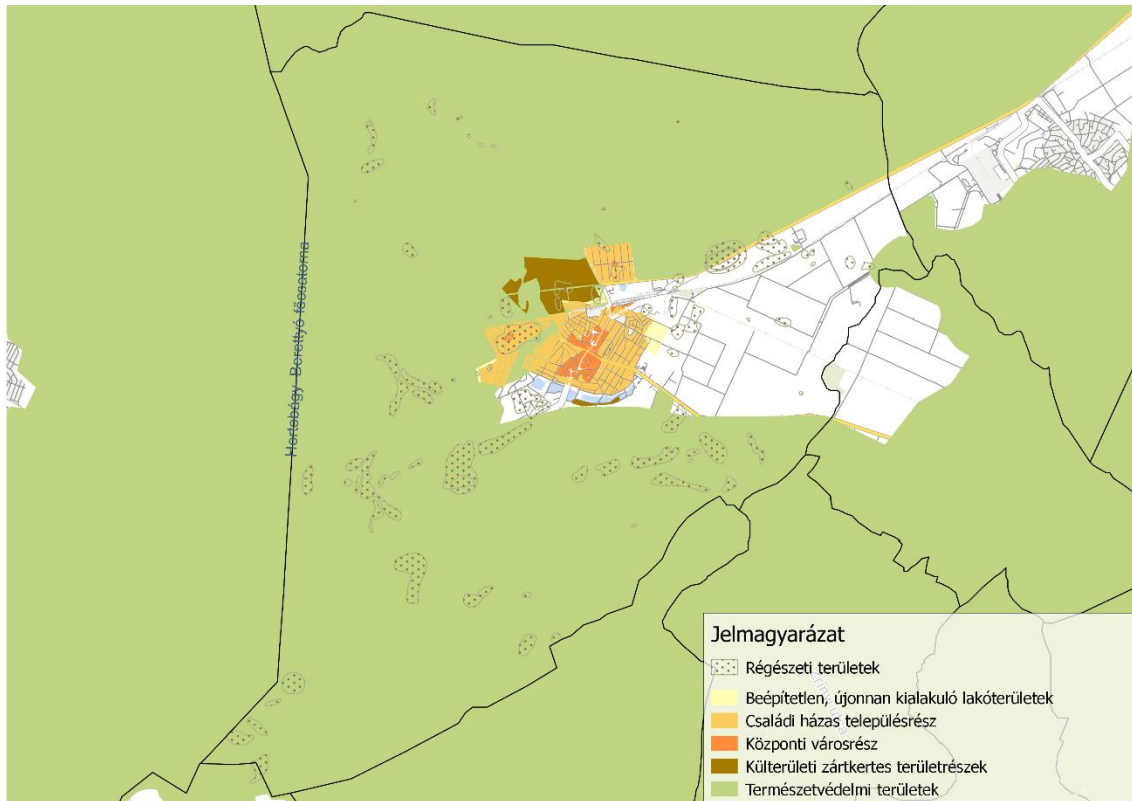 Hortobágy-Berettyó főcsatorna
Jelmagyarázat
Régészeti területek
Beépítetlen, újonnan kialakuló lakóterületek
Családi házas településrész
Központi városrész
Külterületi zártkertes területrészek
Természetvédelmi területek